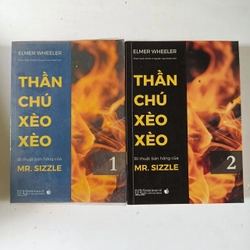 ELMER WHEELER
THẦN
CHÚ
XÈO
XÈO
Bí thuật bán hàng của
MR. SIZZLE
1
ELMER WHEELER
THẦN
CHÚ
XÈO
XÈO
Bí thuật bán hàng của
MR. SIZZLE
2